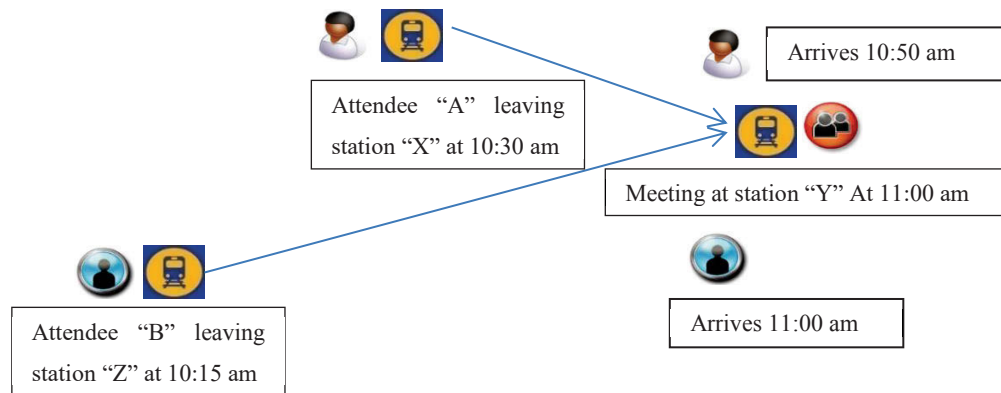 Arrives 10:50 am
Attendee “A” leaving
station “X” at 10:30 am
Meeting at station “Y” At 11:00 am
Arrives 11:00 am
Attendee “B” leaving
station “Z” at 10:15 am